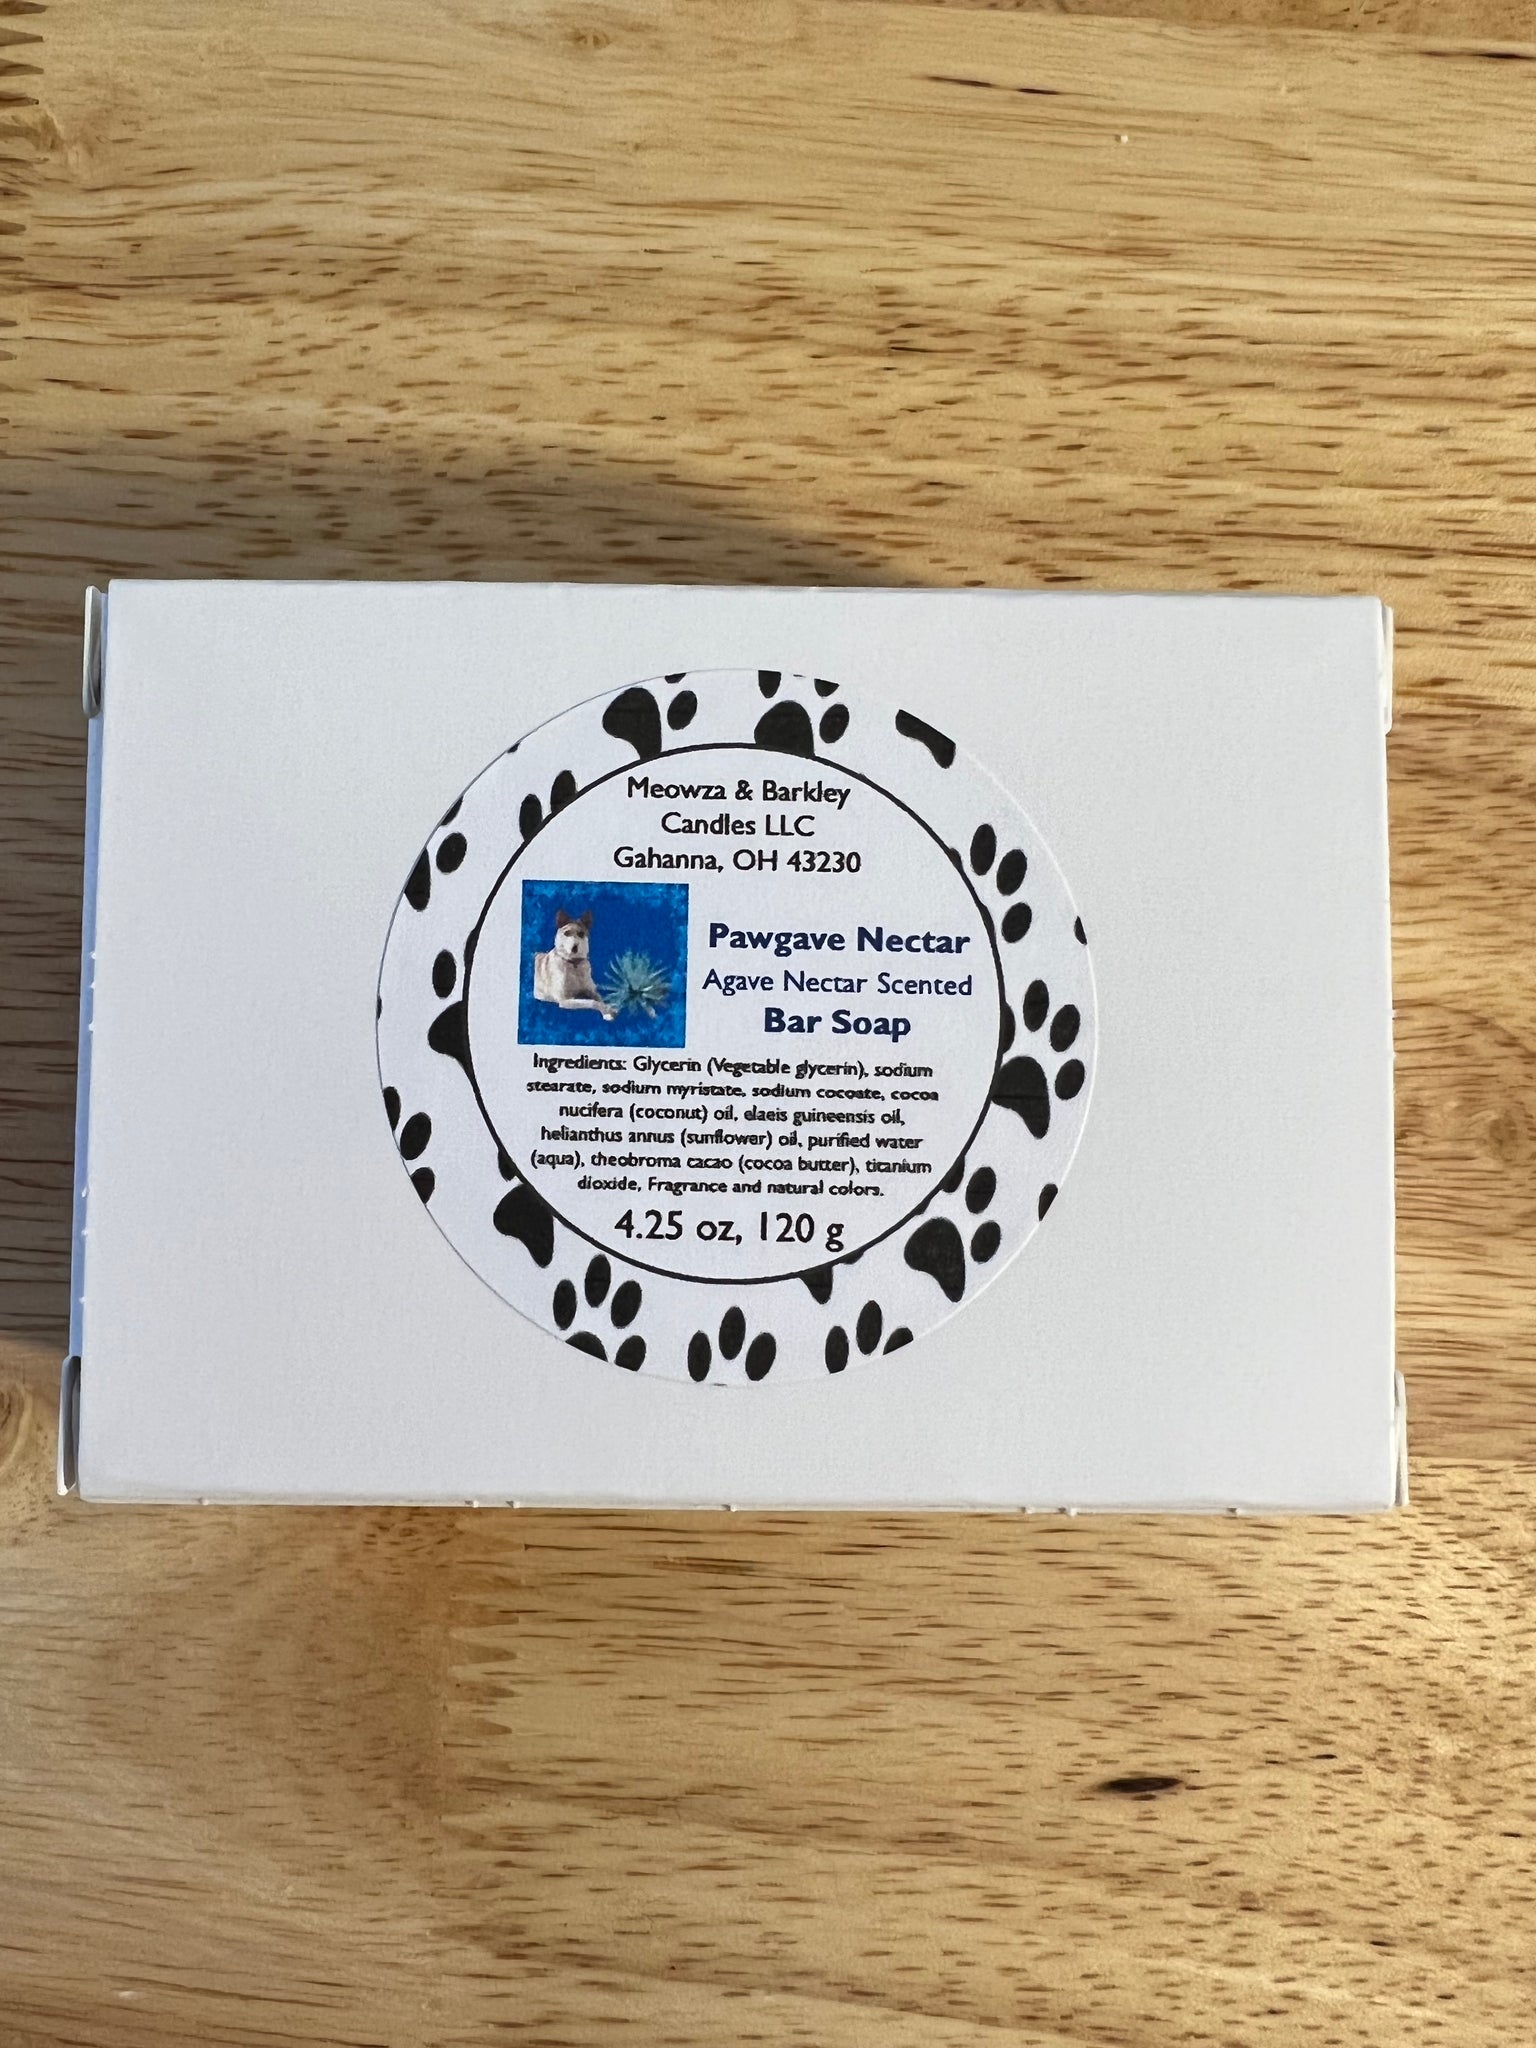 Meowza & Barkley
Candles LLC
Gahanna, OH 43230
Pawgave Nectar
Agave Nectar Scented
Bar Soap
Ingredients: Glycerin (Vegetable glycerin), sodium
stearate, sodium myristate, sodium cocoate, cocoa
nucifera (coconut) oil, elaeis guineensis oil,
helianthus annus (sunflower) oil, purified water
(aqua), theobroma cacao (cocoa butter), titanium
dioxide, Fragrance and natural colors.
4.25 oz, 120 g